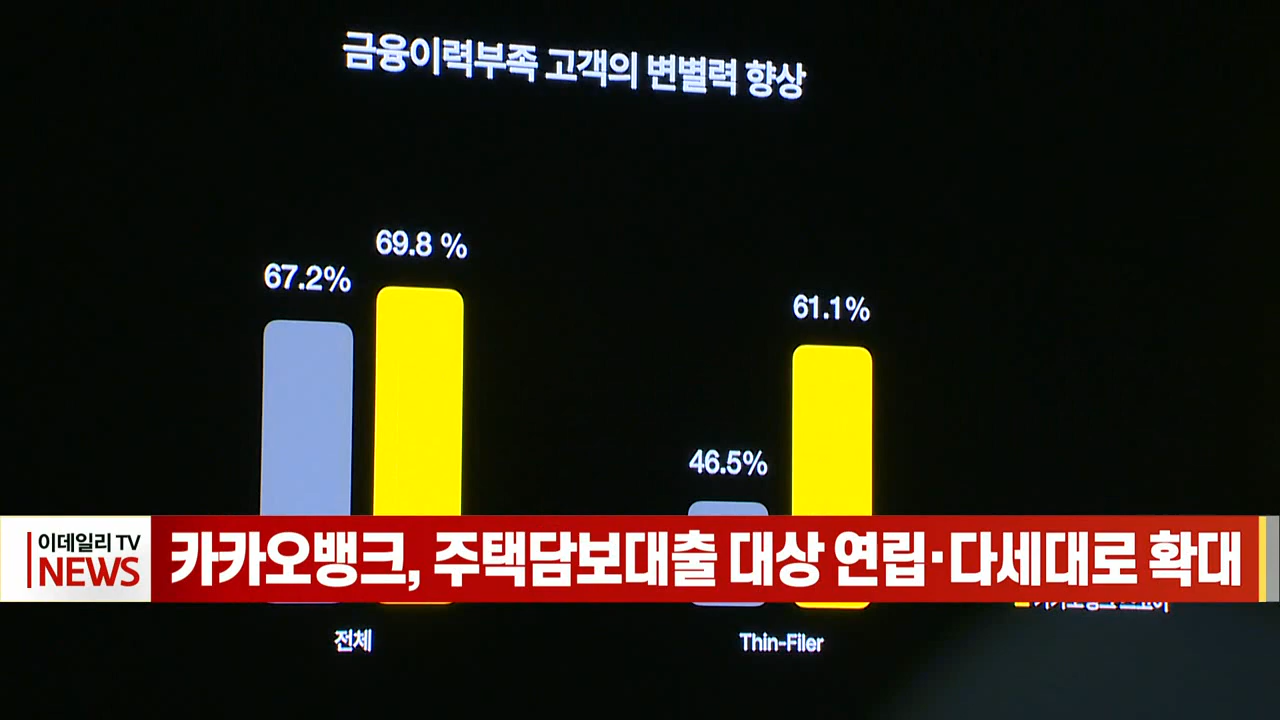 금융이력부족 고객의 변별력 향상
69.8 %
67.2%
61.1%
46.5%
이데일리 TV
NEWS
카카오뱅크, 주택담보대출 대상 연립·다세대로 확대
전체
Thin-Filer